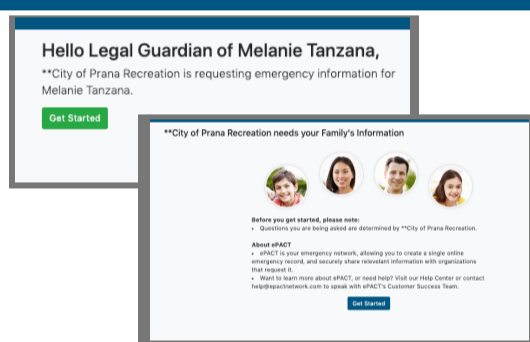 Hello Legal Guardian of Melanie Tanzana,
**City of Prana Recreation is requesting emergency information for
Melanie Tanzana.
Get Started
**City of Prana Recreation needs your Family's Information
Before you get started, please note:
• Questions you are being asked are determined by **City of Prana Recreation.
About ePACT
• ePACT is your emergency network, allowing you to create a single online
emergency record, and securely share relevelant information with organizations
that request it.
• Want to learn more about ePACT, or need help? Visit our Help Center or contact
help@epactnetwork.com to speak with ePACT's Customer Success Team.
Get Started